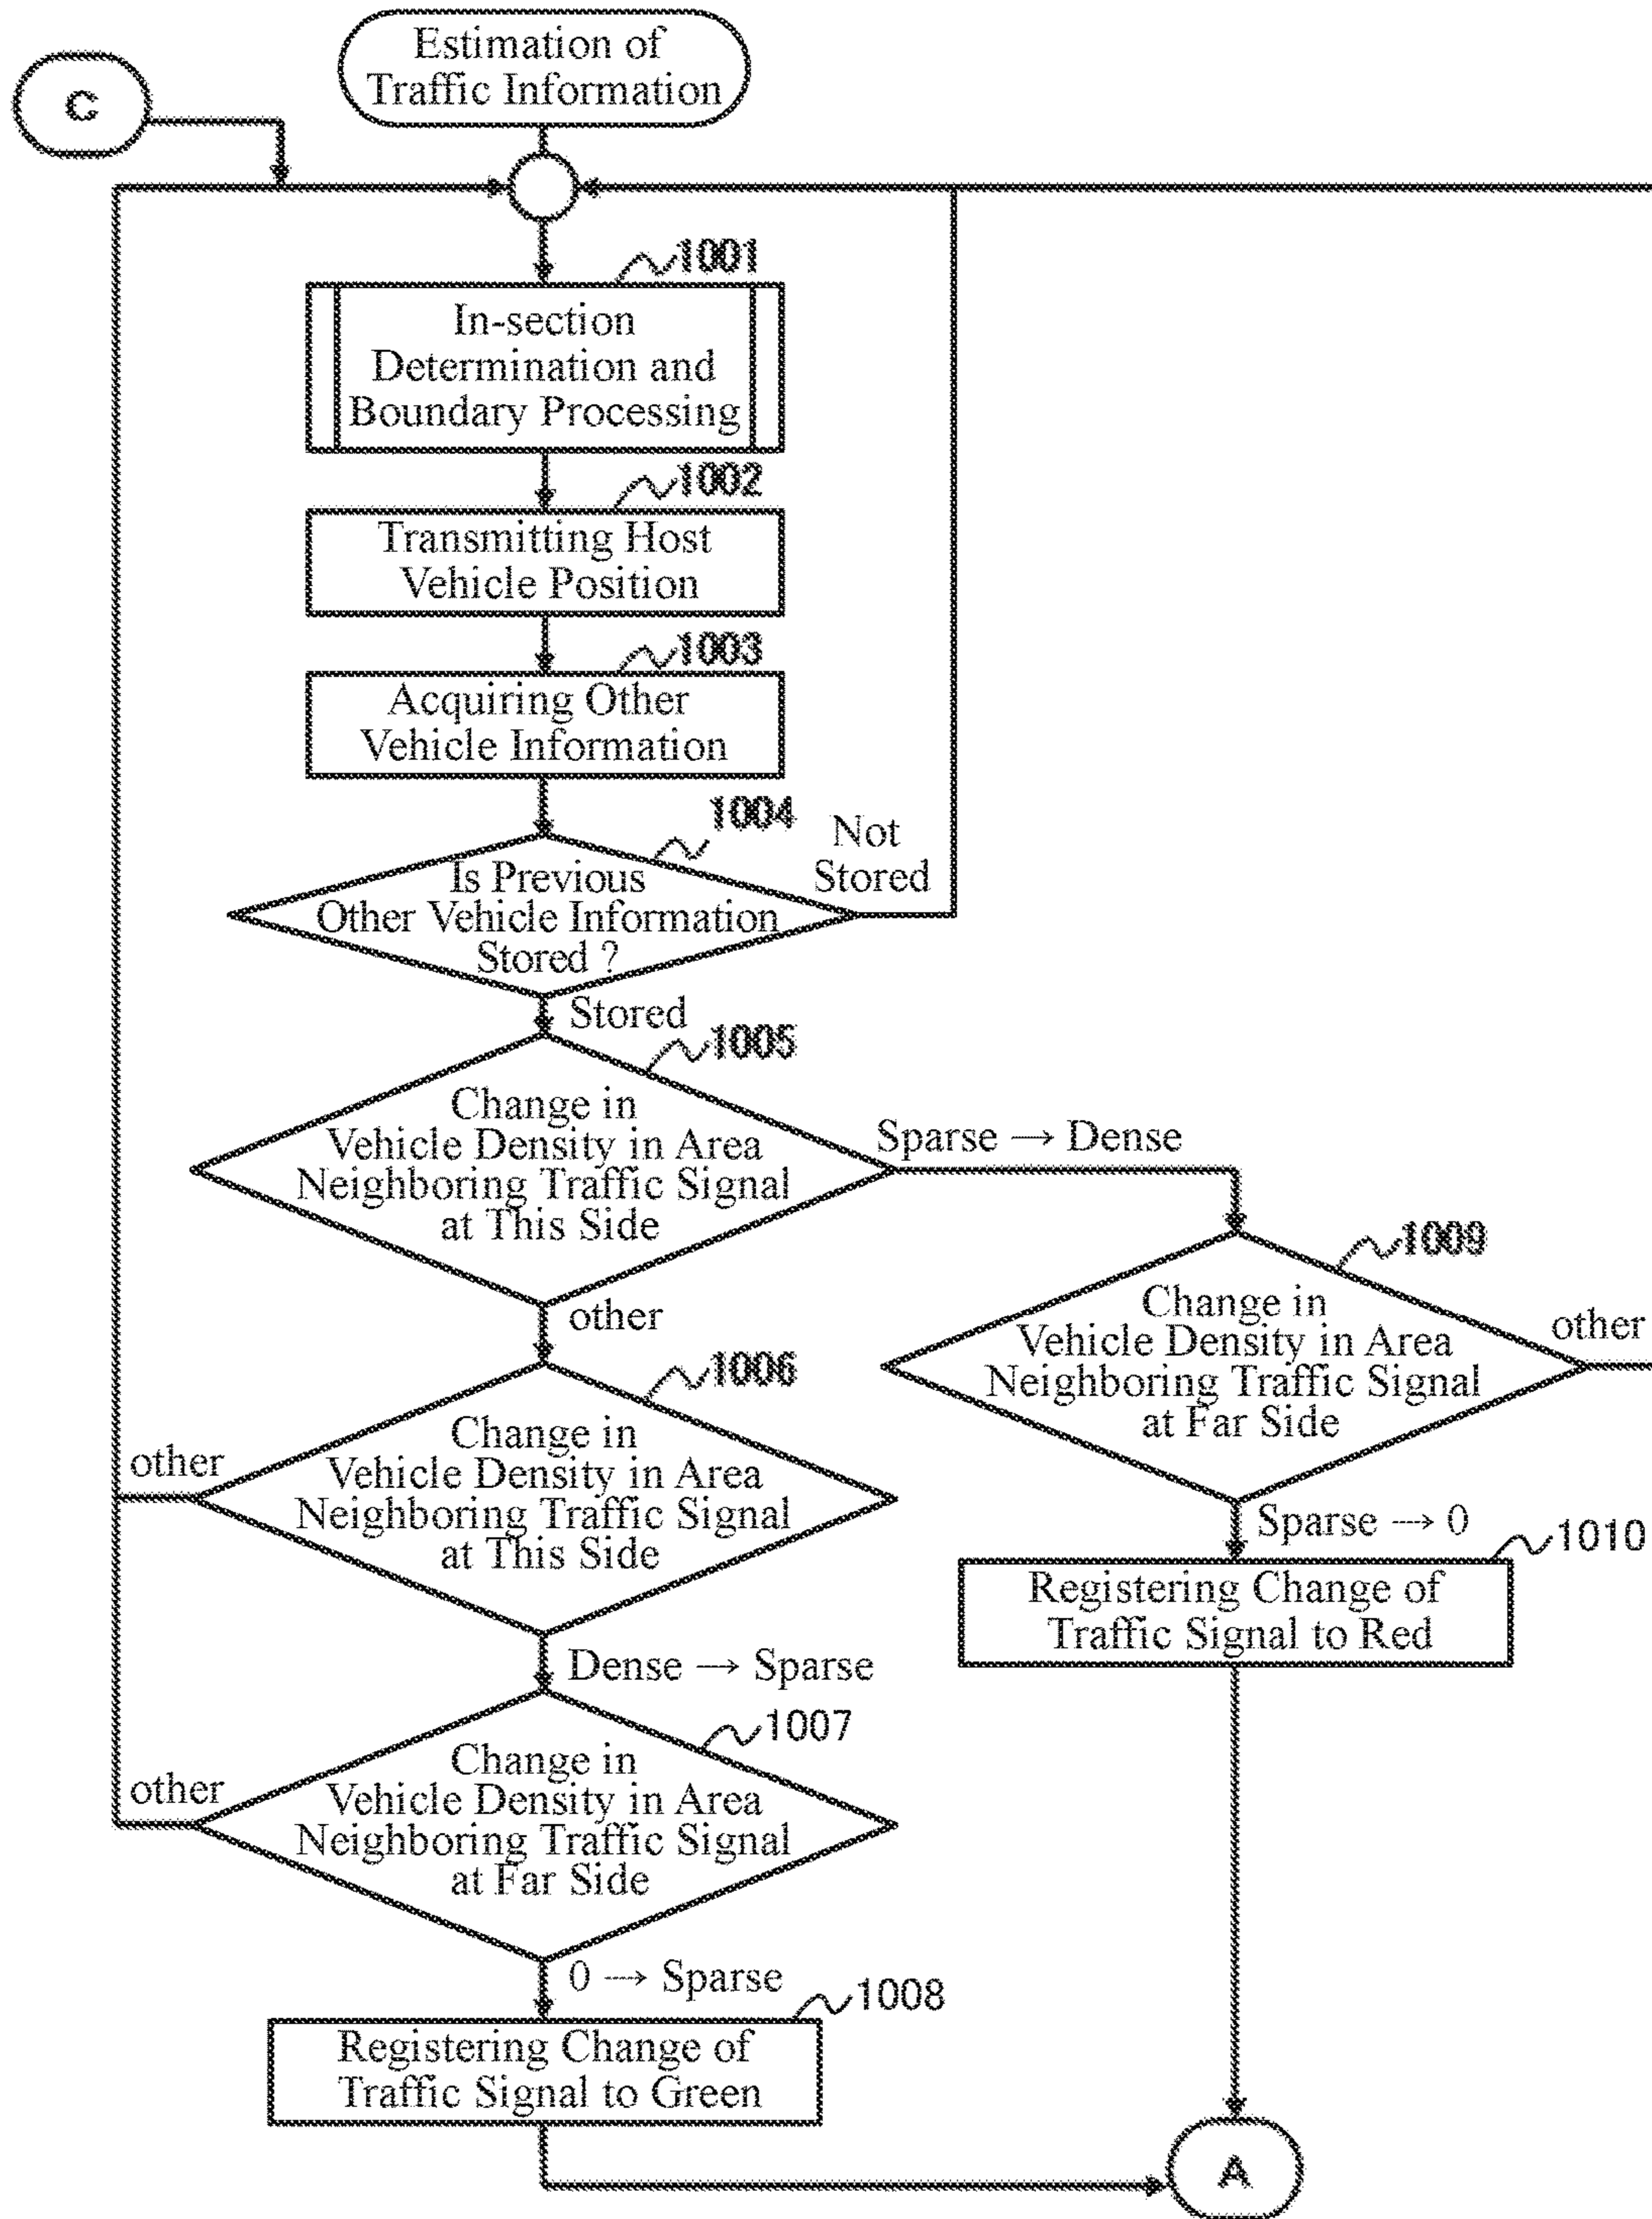 Estimation of
Traffic Information
C
1001
In-section
Determination and
Boundary Processing
1002
Transmitting Host
Vehicle Position
1003
Acquiring Other
Vehicle Information
1004
Not
Stored
Is Previous
Other Vehicle Information
Stored ?
Stored
1005
Change in
Vehicle Density in Area
Neighboring Traffic Signal
at This Side
Sparse → Dense
other
1009
Change in
Vehicle Density in Area
Neighboring Traffic Signal
at Far Side
other
1006
Change in
Vehicle Density in Area
Neighboring Traffic Signal
at This Side
other
Sparse → 0
1010
Registering Change of
Traffic Signal to Red
Dense → Sparse
1007
Change in
Vehicle Density in Area
Neighboring Traffic Signal
at Far Side
other
0 → Sparse
1008
Registering Change of
Traffic Signal to Green
A